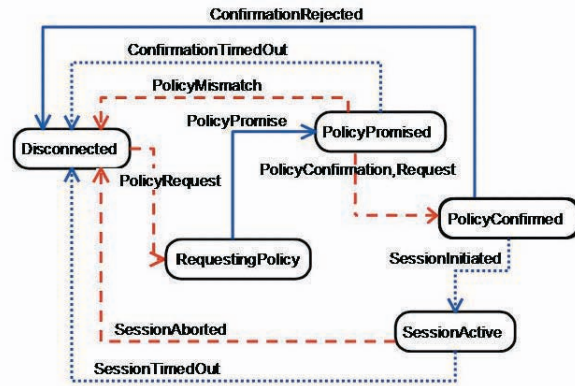 ConfirmationRejected
ConfirmationTimedOut
PolicyMismatch
PolicyPromise
PolicyPromised
Disconnected
PolicyRequest
PolicyConfirmation,Request
PolicyConfirmed
RequestingPolicy
SessionInitiated
SessionAborted
SessionActive
SessionTimedOut